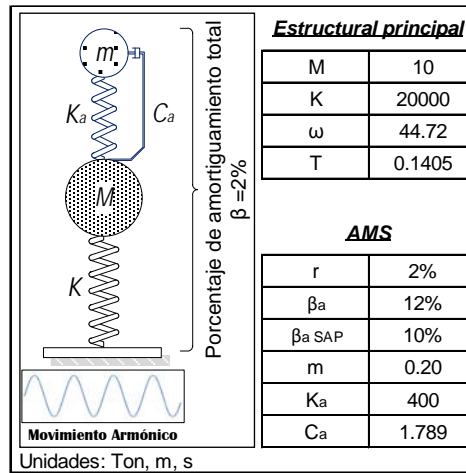 m
Ka
Ca
M
K
Porcentaje de amortiguamiento total
β =2%
Movimiento Armónico
Unidades: Ton, m, s
Estructural principal
M 10
K 20000
ω 44.72
T 0.1405
AMS
r 2%
βa 12%
βa SAP 10%
m 0.20
Ka 400
Ca 1.789